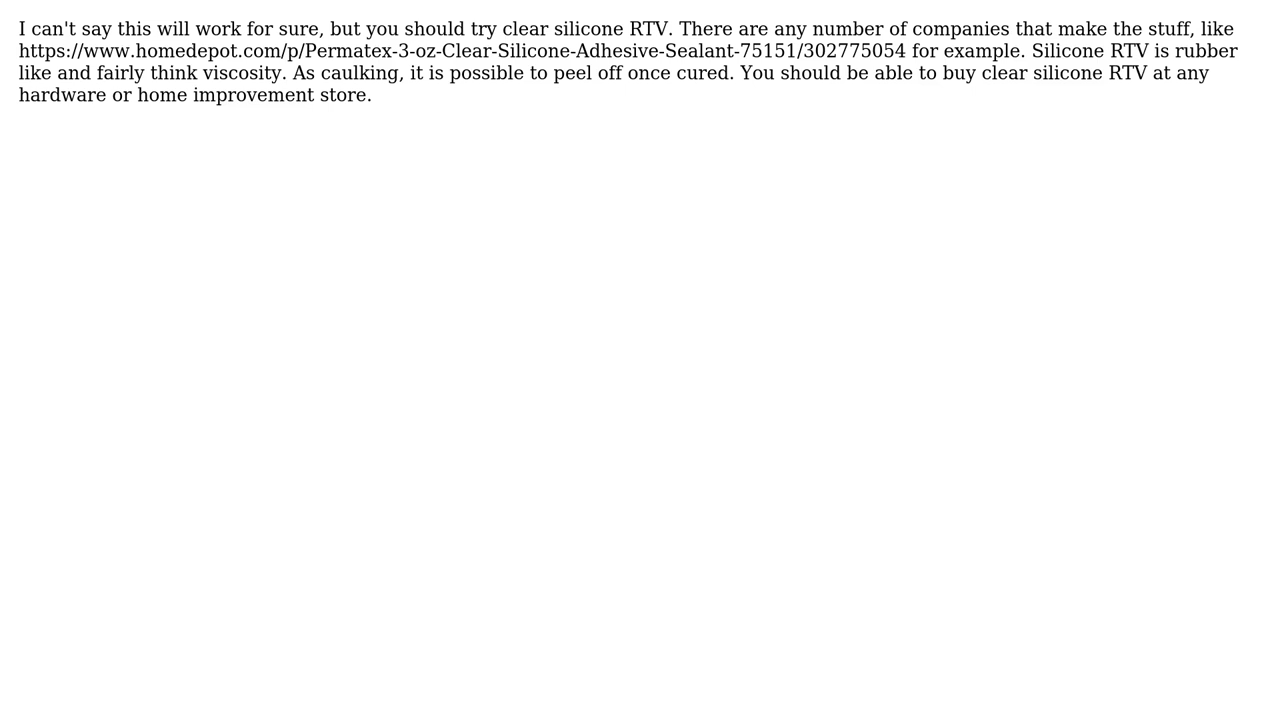 I can't say this will work for sure, but you should try clear silicone RTV. There are any number of companies that make the stuff, like
https://www.homedepot.com/p/Permatex-3-oz-Clear-Silicone-Adhesive-Sealant-75151/302775054 for example. Silicone RTV is rubber
like and fairly think viscosity. As caulking, it is possible to peel off once cured. You should be able to buy clear silicone RTV at any
hardware or home improvement store.